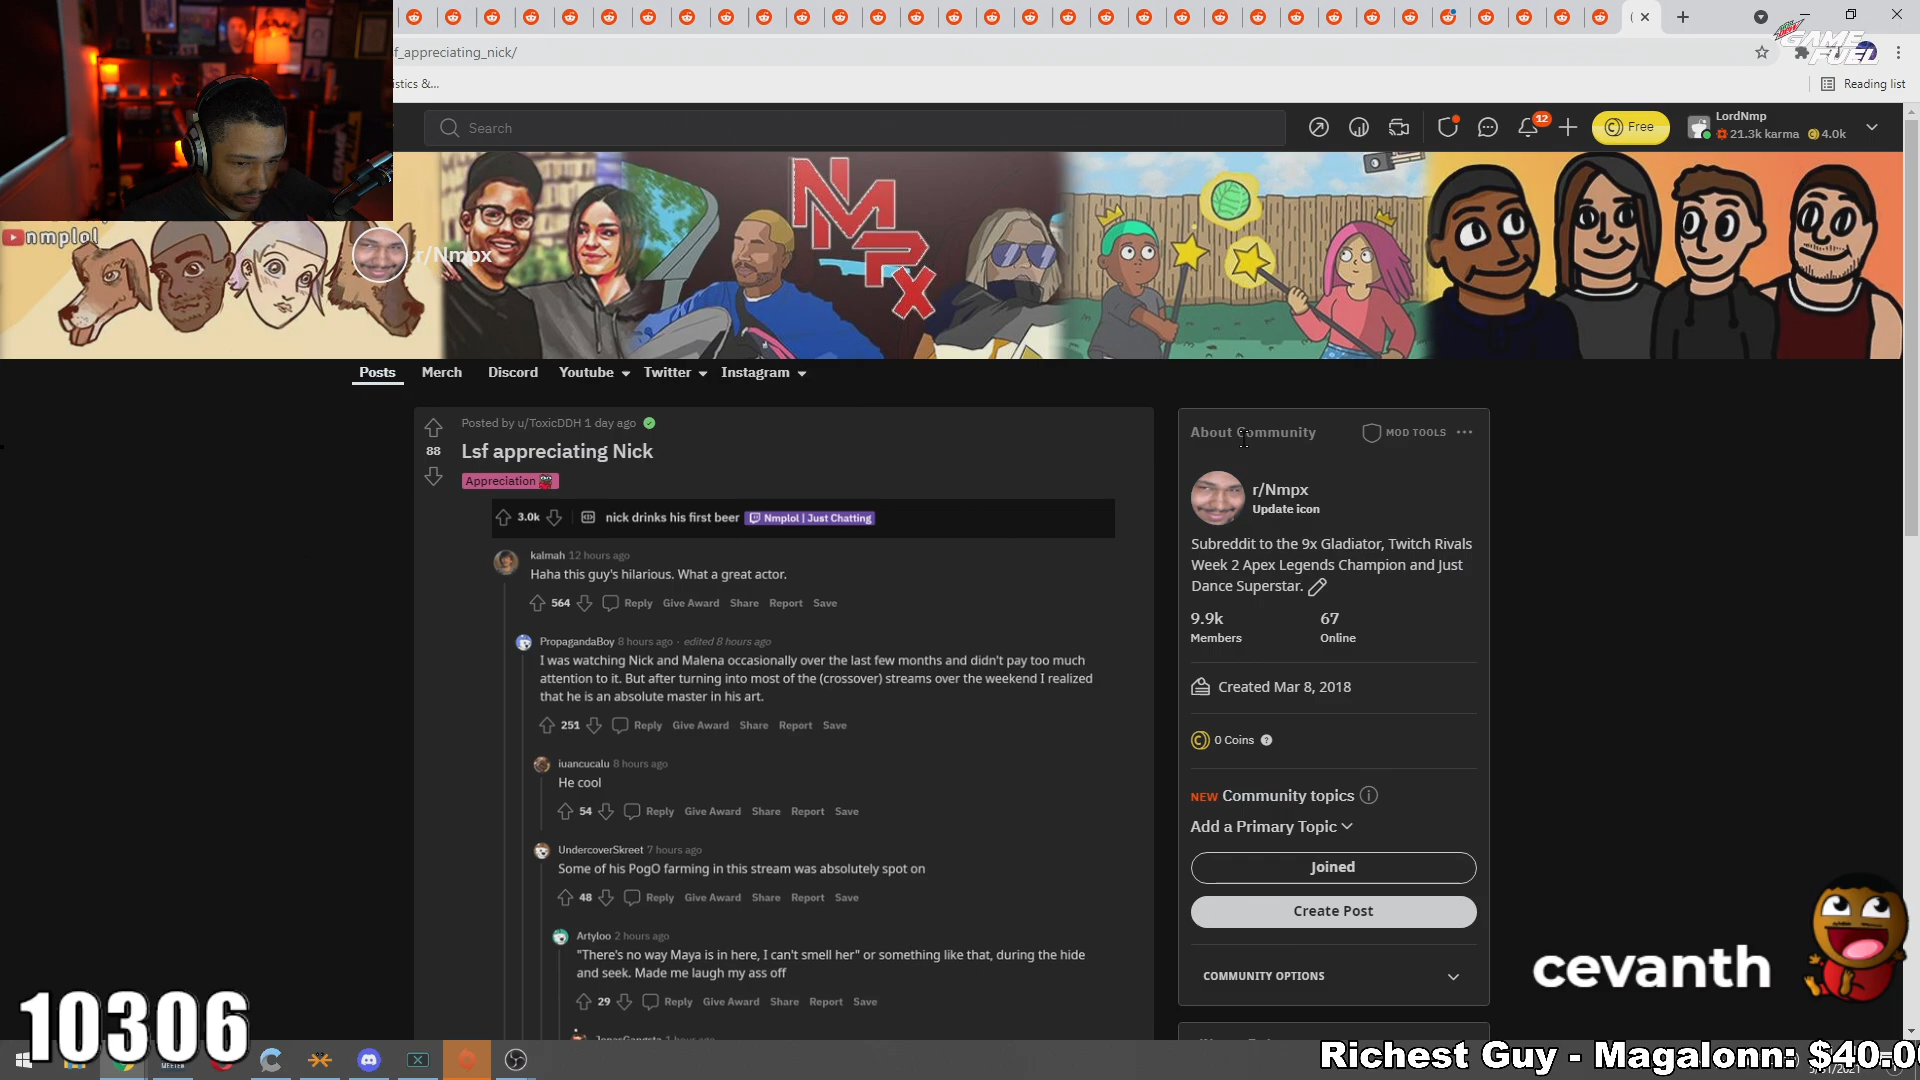 f_appreciating_nick/
istics &...
Reading list
GAME FUEL
Search
12
Free
LordNmp
21.3k karma
4.0k
nmplol
r/Nmpx
NMPX
Posts
Merch
Discord
Youtube
Twitter
Instagram
Posted by u/ToxicDDH 1 day ago
88
Lsf appreciating Nick
Appreciation
3.0k
nick drinks his first beer
Nmplol | Just Chatting
kalmah 12 hours ago
Haha this guy's hilarious. What a great actor.
564 Reply Give Award Share Report Save
PropagandaBoy 8 hours ago · edited 8 hours ago
I was watching Nick and Malena occasionally over the last few months and didn't pay too much
attention to it. But after turning into most of the (crossover) streams over the weekend I realized
that he is an absolute master in his art.
251 Reply Give Award Share Report Save
iuancucalu 8 hours ago
He cool
54 Reply Give Award Share Report Save
UndercoverSkreet 7 hours ago
Some of his PogO farming in this stream was absolutely spot on
48 Reply Give Award Share Report Save
Artyloo 2 hours ago
"There's no way Maya is in here, I can't smell her" or something like that, during the hide
and seek. Made me laugh my ass off
29 Reply Give Award Share Report Save
About Community
MOD TOOLS
r/Nmpx
Update icon
Subreddit to the 9x Gladiator, Twitch Rivals
Week 2 Apex Legends Champion and Just
Dance Superstar.
9.9k
Members
67
Online
Created Mar 8, 2018
0 Coins
NEW Community topics
Add a Primary Topic
Joined
Create Post
COMMUNITY OPTIONS
cevanth
10306
Richest Guy - Magalonn: $40.0